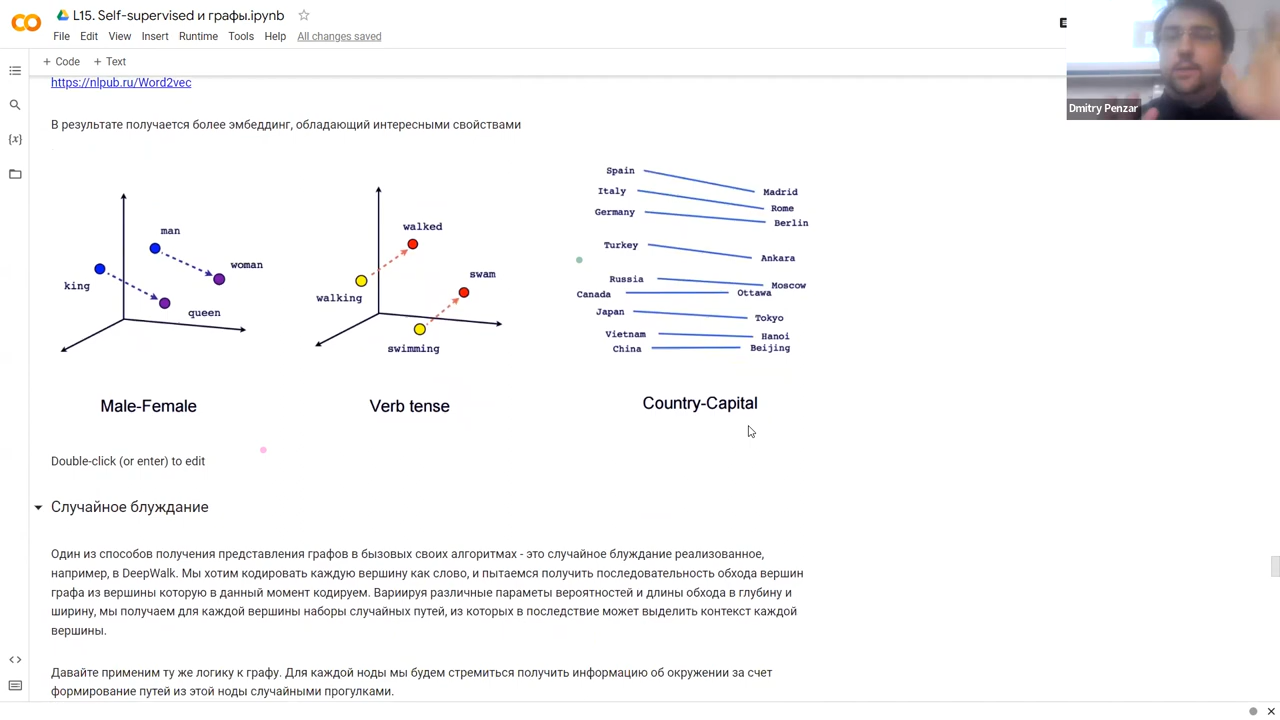 L15. Self-supervised и графы.ipynb
File Edit View Insert Runtime Tools Help All changes saved
+ Code + Text
https://nlpub.ru/Word2vec
В результате получается более эмбеддинг, обладающий интересными свойствами
man
woman
king
queen
Male-Female
walked
swam
walking
swimming
Verb tense
Spain Madrid
Italy Rome
Germany Berlin
Turkey Ankara
Russia Moscow
Canada Ottawa
Japan Tokyo
Vietnam Hanoi
China Beijing
Country-Capital
Double-click (or enter) to edit
Случайное блуждание
Один из способов получения представления графов в бызовых своих алгоритмах - это случайное блуждание реализованное,
например, в DeepWalk. Мы хотим кодировать каждую вершину как слово, и пытаемся получить последовательность обхода вершин
графа из вершины которую в данный момент кодируем. Вариируя различные параметы вероятностей и длины обхода в глубину и
ширину, мы получаем для каждой вершины наборы случайных путей, из которых в последствие может выделить контекст каждой
вершины.
Давайте применим ту же логику к графу. Для каждой ноды мы будем стремиться получить информацию об окружении за счет
формирование путей из этой ноды случайными прогулками.
Dmitry Penzar